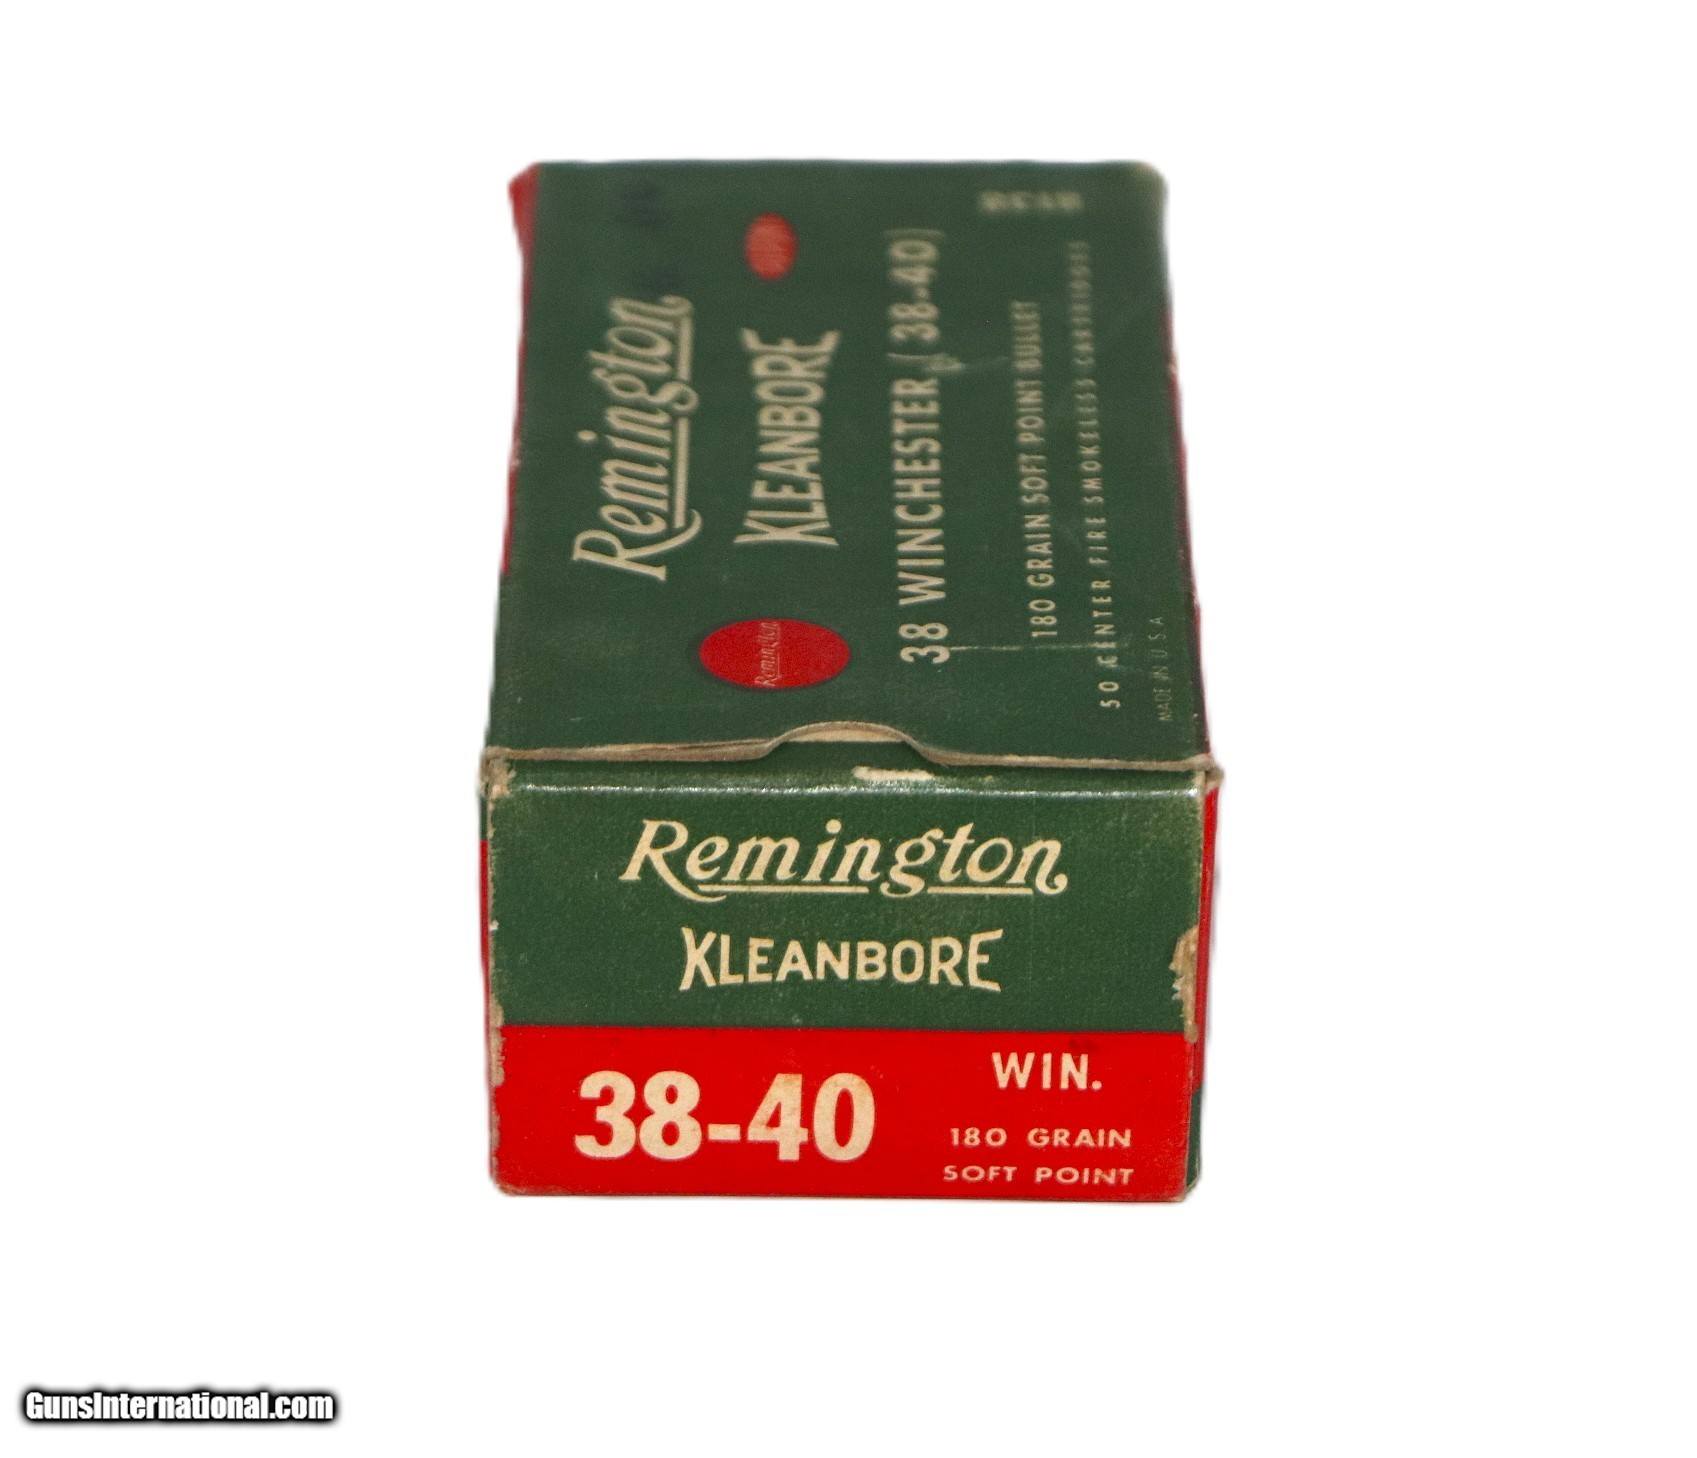 Remington
KLEANBORE
Remington
38 WINCHESTER (38-40)
180 GRAIN SOFT POINT BULLET
50 CENTER FIRE SMOKELESS CARTRIDGES
MADE IN U.S.A
Remington
KLEANBORE
38-40
WIN.
180 GRAIN
SOFT POINT
GunsInternational.com